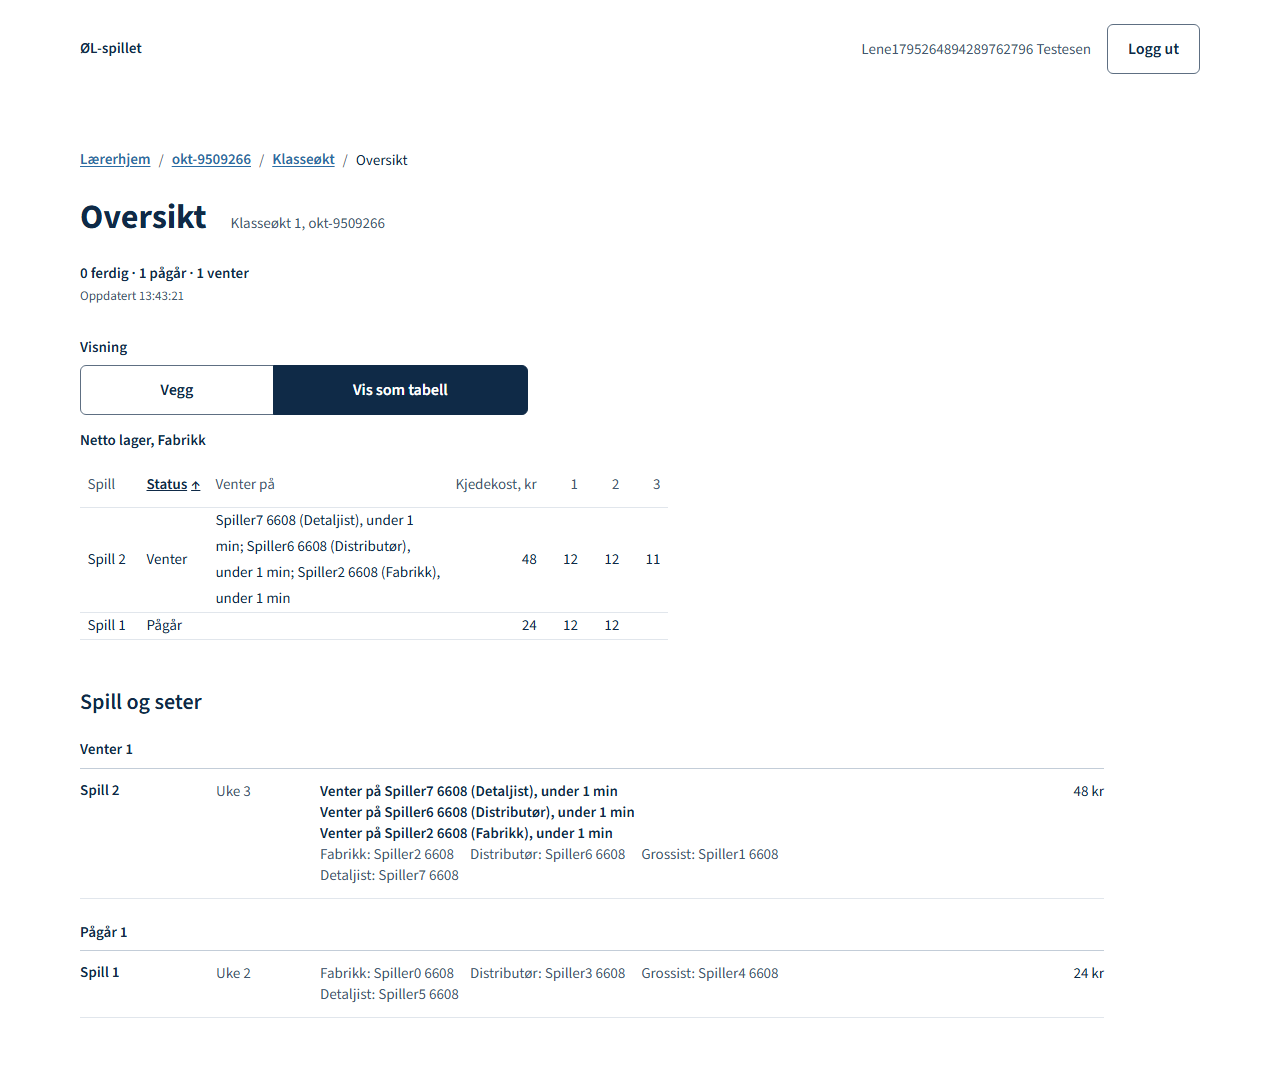 ØL-spillet
Lene1795264894289762796 Testesen
Logg ut
Lærerhjem / okt-9509266 / Klasseøkt / Oversikt
Oversikt
Klasseøkt 1, okt-9509266
0 ferdig · 1 pågår · 1 venter
Oppdatert 13:43:21
Visning
Vegg
Vis som tabell
Netto lager, Fabrikk
Spill Status ↑ Venter på Kjedekost, kr 1 2 3
Spiller7 6608 (Detaljist), under 1
min; Spiller6 6608 (Distributør),
Spill 2 Venter under 1 min; Spiller2 6608 (Fabrikk), 48 12 12 11
under 1 min
Spill 1 Pågår 24 12 12
Spill og seter
Venter 1
Spill 2 Uke 3 Venter på Spiller7 6608 (Detaljist), under 1 min 48 kr
Venter på Spiller6 6608 (Distributør), under 1 min
Venter på Spiller2 6608 (Fabrikk), under 1 min
Fabrikk: Spiller2 6608 Distributør: Spiller6 6608 Grossist: Spiller1 6608
Detaljist: Spiller7 6608
Pågår 1
Spill 1 Uke 2 Fabrikk: Spiller0 6608 Distributør: Spiller3 6608 Grossist: Spiller4 6608 24 kr
Detaljist: Spiller5 6608